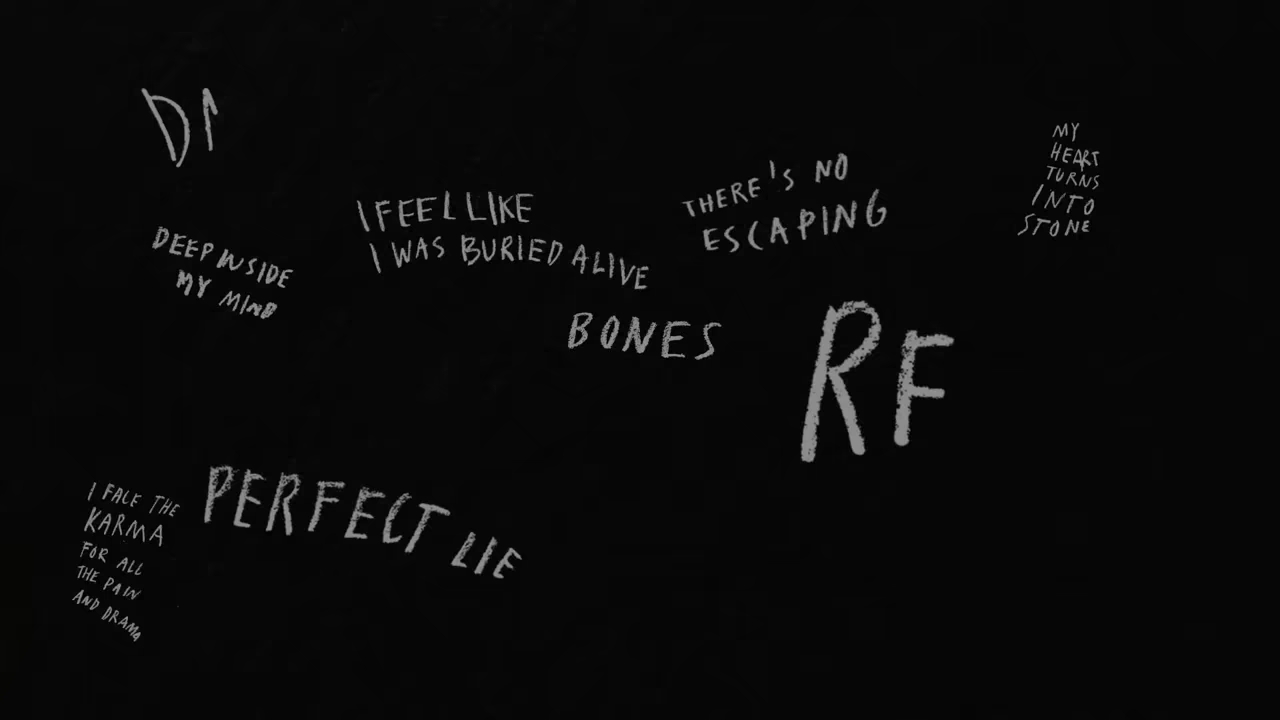 DI
DEEP INSIDE
MY MIND
I FEEL LIKE
I WAS BURIED ALIVE
THERE'S NO
ESCAPING
MY
HEART
TURNS
INTO
STONE
BONES
RF
PERFECT LIE
I FACE THE
KARMA
FOR ALL
THE PAIN
AND DRAMA